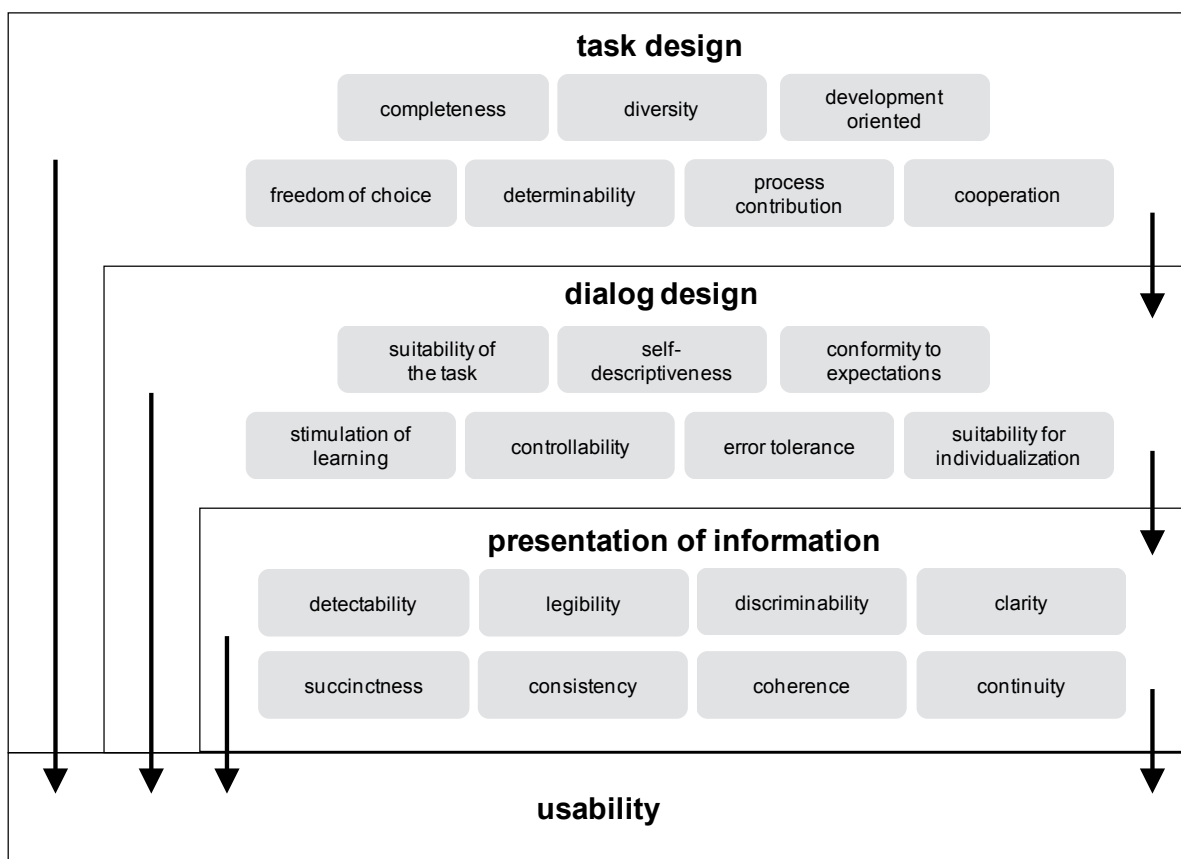 task design
completeness
diversity
development
oriented
freedom of choice
determinability
process
contribution
cooperation
dialog design
suitability of
the task
self-
descriptiveness
conformity to
expectations
stimulation of
learning
controllability
error tolerance
suitability for
individualization
presentation of information
detectability
legibility
discriminability
clarity
succinctness
consistency
coherence
continuity
usability